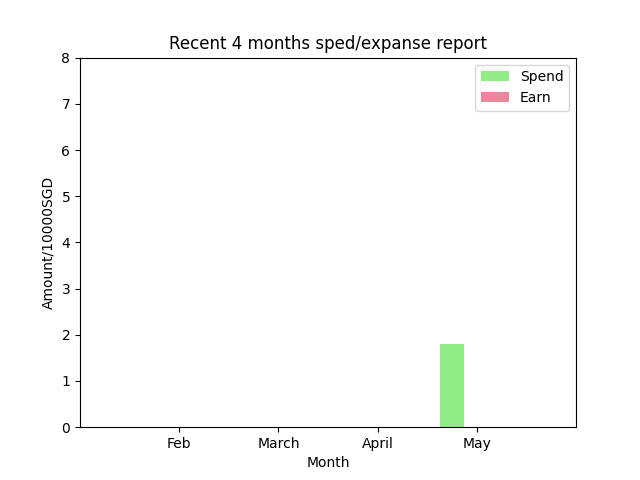 Recent 4 months sped/expanse report
Spend
Earn
8
7
6
5
4
3
2
1
0
Amount/10000SGD
Feb March April May
Month